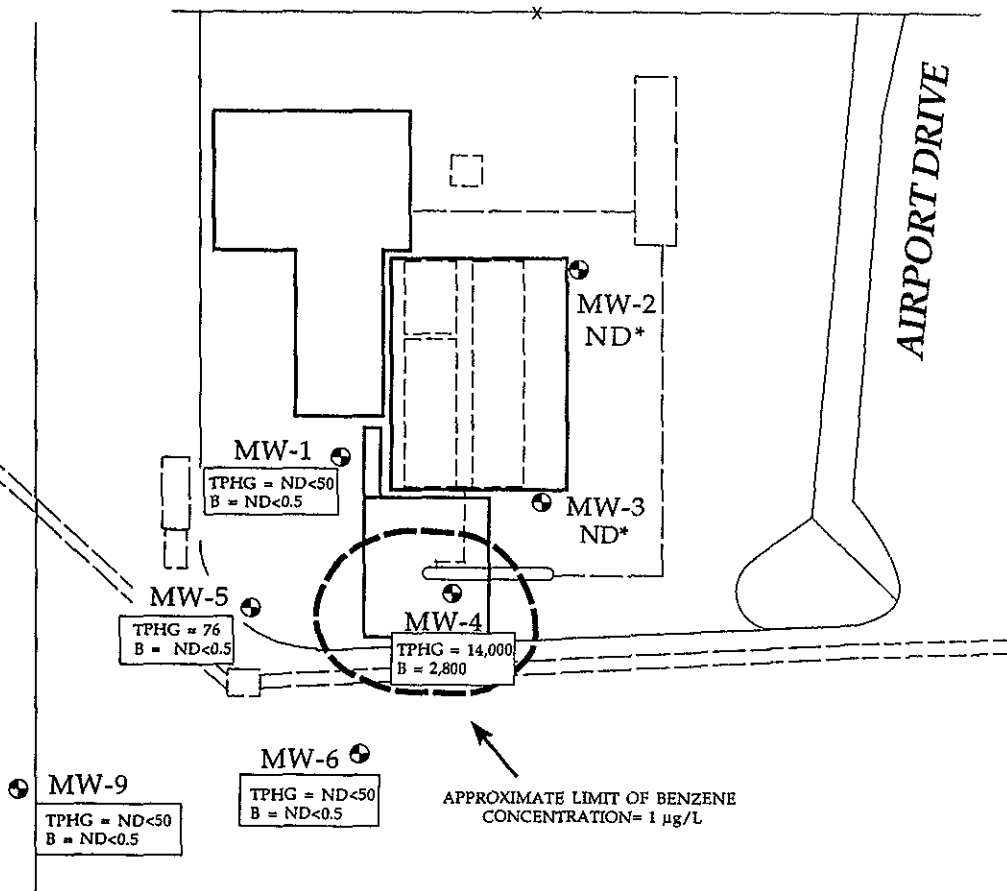 X
AIRPORT DRIVE
MW-2
ND*
MW-1
TPHG = ND<50
B = ND<0.5
MW-3
ND*
MW-5
TPHG = 76
B = ND<0.5
MW-4
TPHG = 14,000
B = 2,800
MW-6
TPHG = ND<50
B = ND<0.5
MW-9
TPHG = ND<50
B = ND<0.5
APPROXIMATE LIMIT OF BENZENE
CONCENTRATION= 1 µg/L